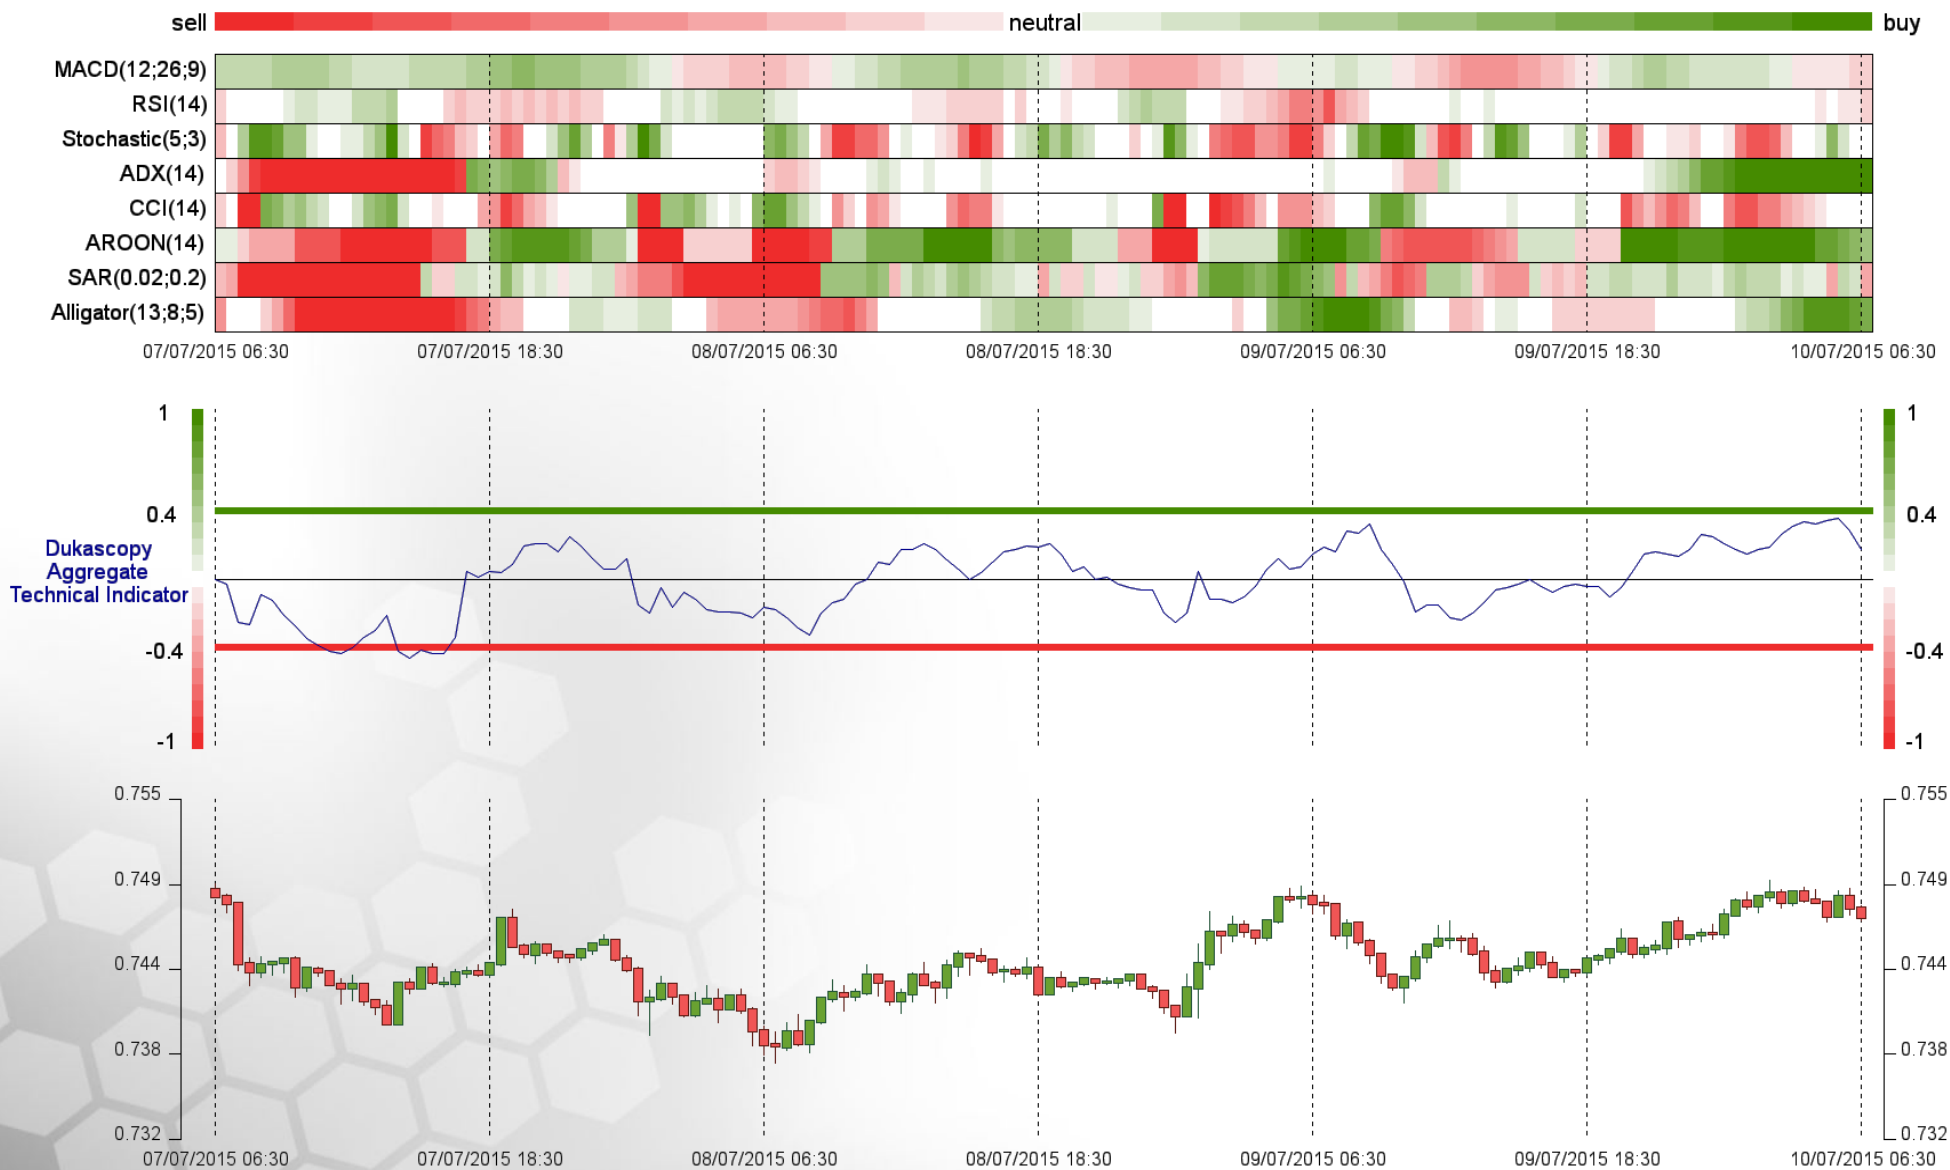 sell neutral buy
MACD(12;26;9)
RSI(14)
Stochastic(5;3)
ADX(14)
CCI(14)
AROON(14)
SAR(0.02;0.2)
Alligator(13;8;5)
07/07/2015 06:30 07/07/2015 18:30 08/07/2015 06:30 08/07/2015 18:30 09/07/2015 06:30 09/07/2015 18:30 10/07/2015 06:30
1 1
0.4 0.4
Dukascopy
Aggregate
Technical Indicator
-0.4 -0.4
-1 -1
0.755 0.755
0.749 0.749
0.744 0.744
0.738 0.738
0.732 0.732
07/07/2015 06:30 07/07/2015 18:30 08/07/2015 06:30 08/07/2015 18:30 09/07/2015 06:30 09/07/2015 18:30 10/07/2015 06:30